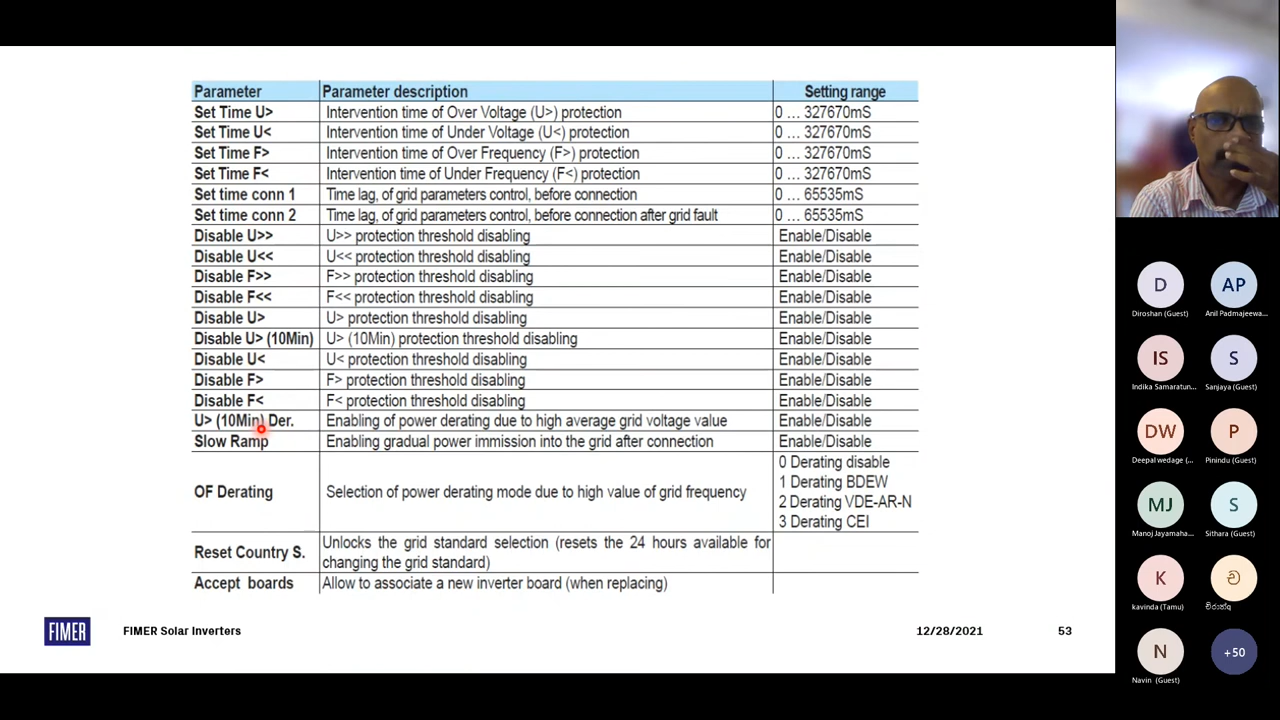 Parameter Parameter description Setting range
Set Time U> Intervention time of Over Voltage (U>) protection 0 … 327670mS
Set Time U< Intervention time of Under Voltage (U<) protection 0 … 327670mS
Set Time F> Intervention time of Over Frequency (F>) protection 0 … 327670mS
Set Time F< Intervention time of Under Frequency (F<) protection 0 … 327670mS
Set time conn 1 Time lag, of grid parameters control, before connection 0 … 65535mS
Set time conn 2 Time lag, of grid parameters control, before connection after grid fault 0 … 65535mS
Disable U>> U>> protection threshold disabling Enable/Disable
Disable U<< U<< protection threshold disabling Enable/Disable
Disable F>> F>> protection threshold disabling Enable/Disable
Disable F<< F<< protection threshold disabling Enable/Disable
Disable U> U> protection threshold disabling Enable/Disable
Disable U> (10Min) U> (10Min) protection threshold disabling Enable/Disable
Disable U< U< protection threshold disabling Enable/Disable
Disable F> F> protection threshold disabling Enable/Disable
Disable F< F< protection threshold disabling Enable/Disable
U> (10Min) Der. Enabling of power derating due to high average grid voltage value Enable/Disable
Slow Ramp Enabling gradual power immission into the grid after connection Enable/Disable
OF Derating Selection of power derating mode due to high value of grid frequency
0 Derating disable
1 Derating BDEW
2 Derating VDE-AR-N
3 Derating CEI
Reset Country S. Unlocks the grid standard selection (resets the 24 hours available for
changing the grid standard)
Accept boards Allow to associate a new inverter board (when replacing)
FIMER FIMER Solar Inverters 12/28/2021 53
D AP
Diroshan (Guest) Anil Padmajeewa...
IS S
Indika Samaratun... Sanjaya (Guest)
DW P
Deepal wedage (... Pinindu (Guest)
MJ S
Manoj Jayamaha... Sithara (Guest)
K
kavinda (Tamu)
N +50
Navin (Guest)